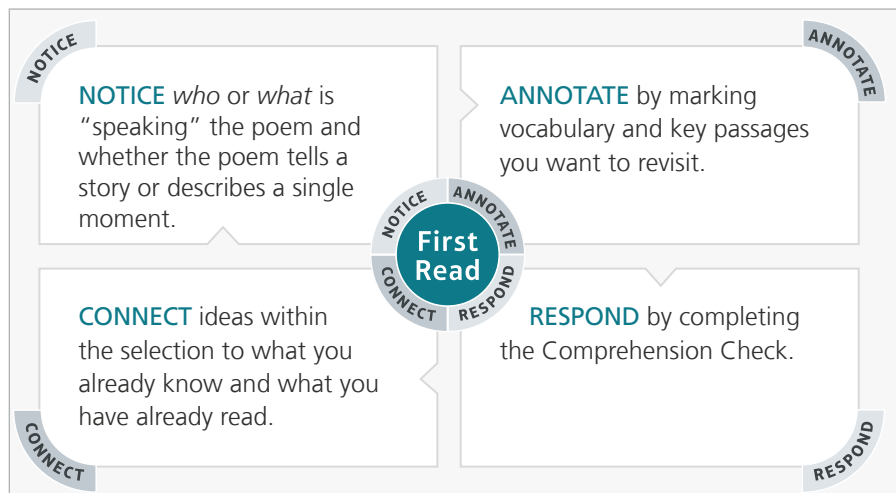 NOTICE
NOTICE who or what is
“speaking” the poem and
whether the poem tells a
story or describes a single
moment.
ANNOTATE
ANNOTATE by marking
vocabulary and key passages
you want to revisit.
NOTICE
ANNOTATE
First
Read
CONNECT
RESPOND
CONNECT ideas within
the selection to what you
already know and what you
have already read.
CONNECT
RESPOND by completing
the Comprehension Check.
RESPOND